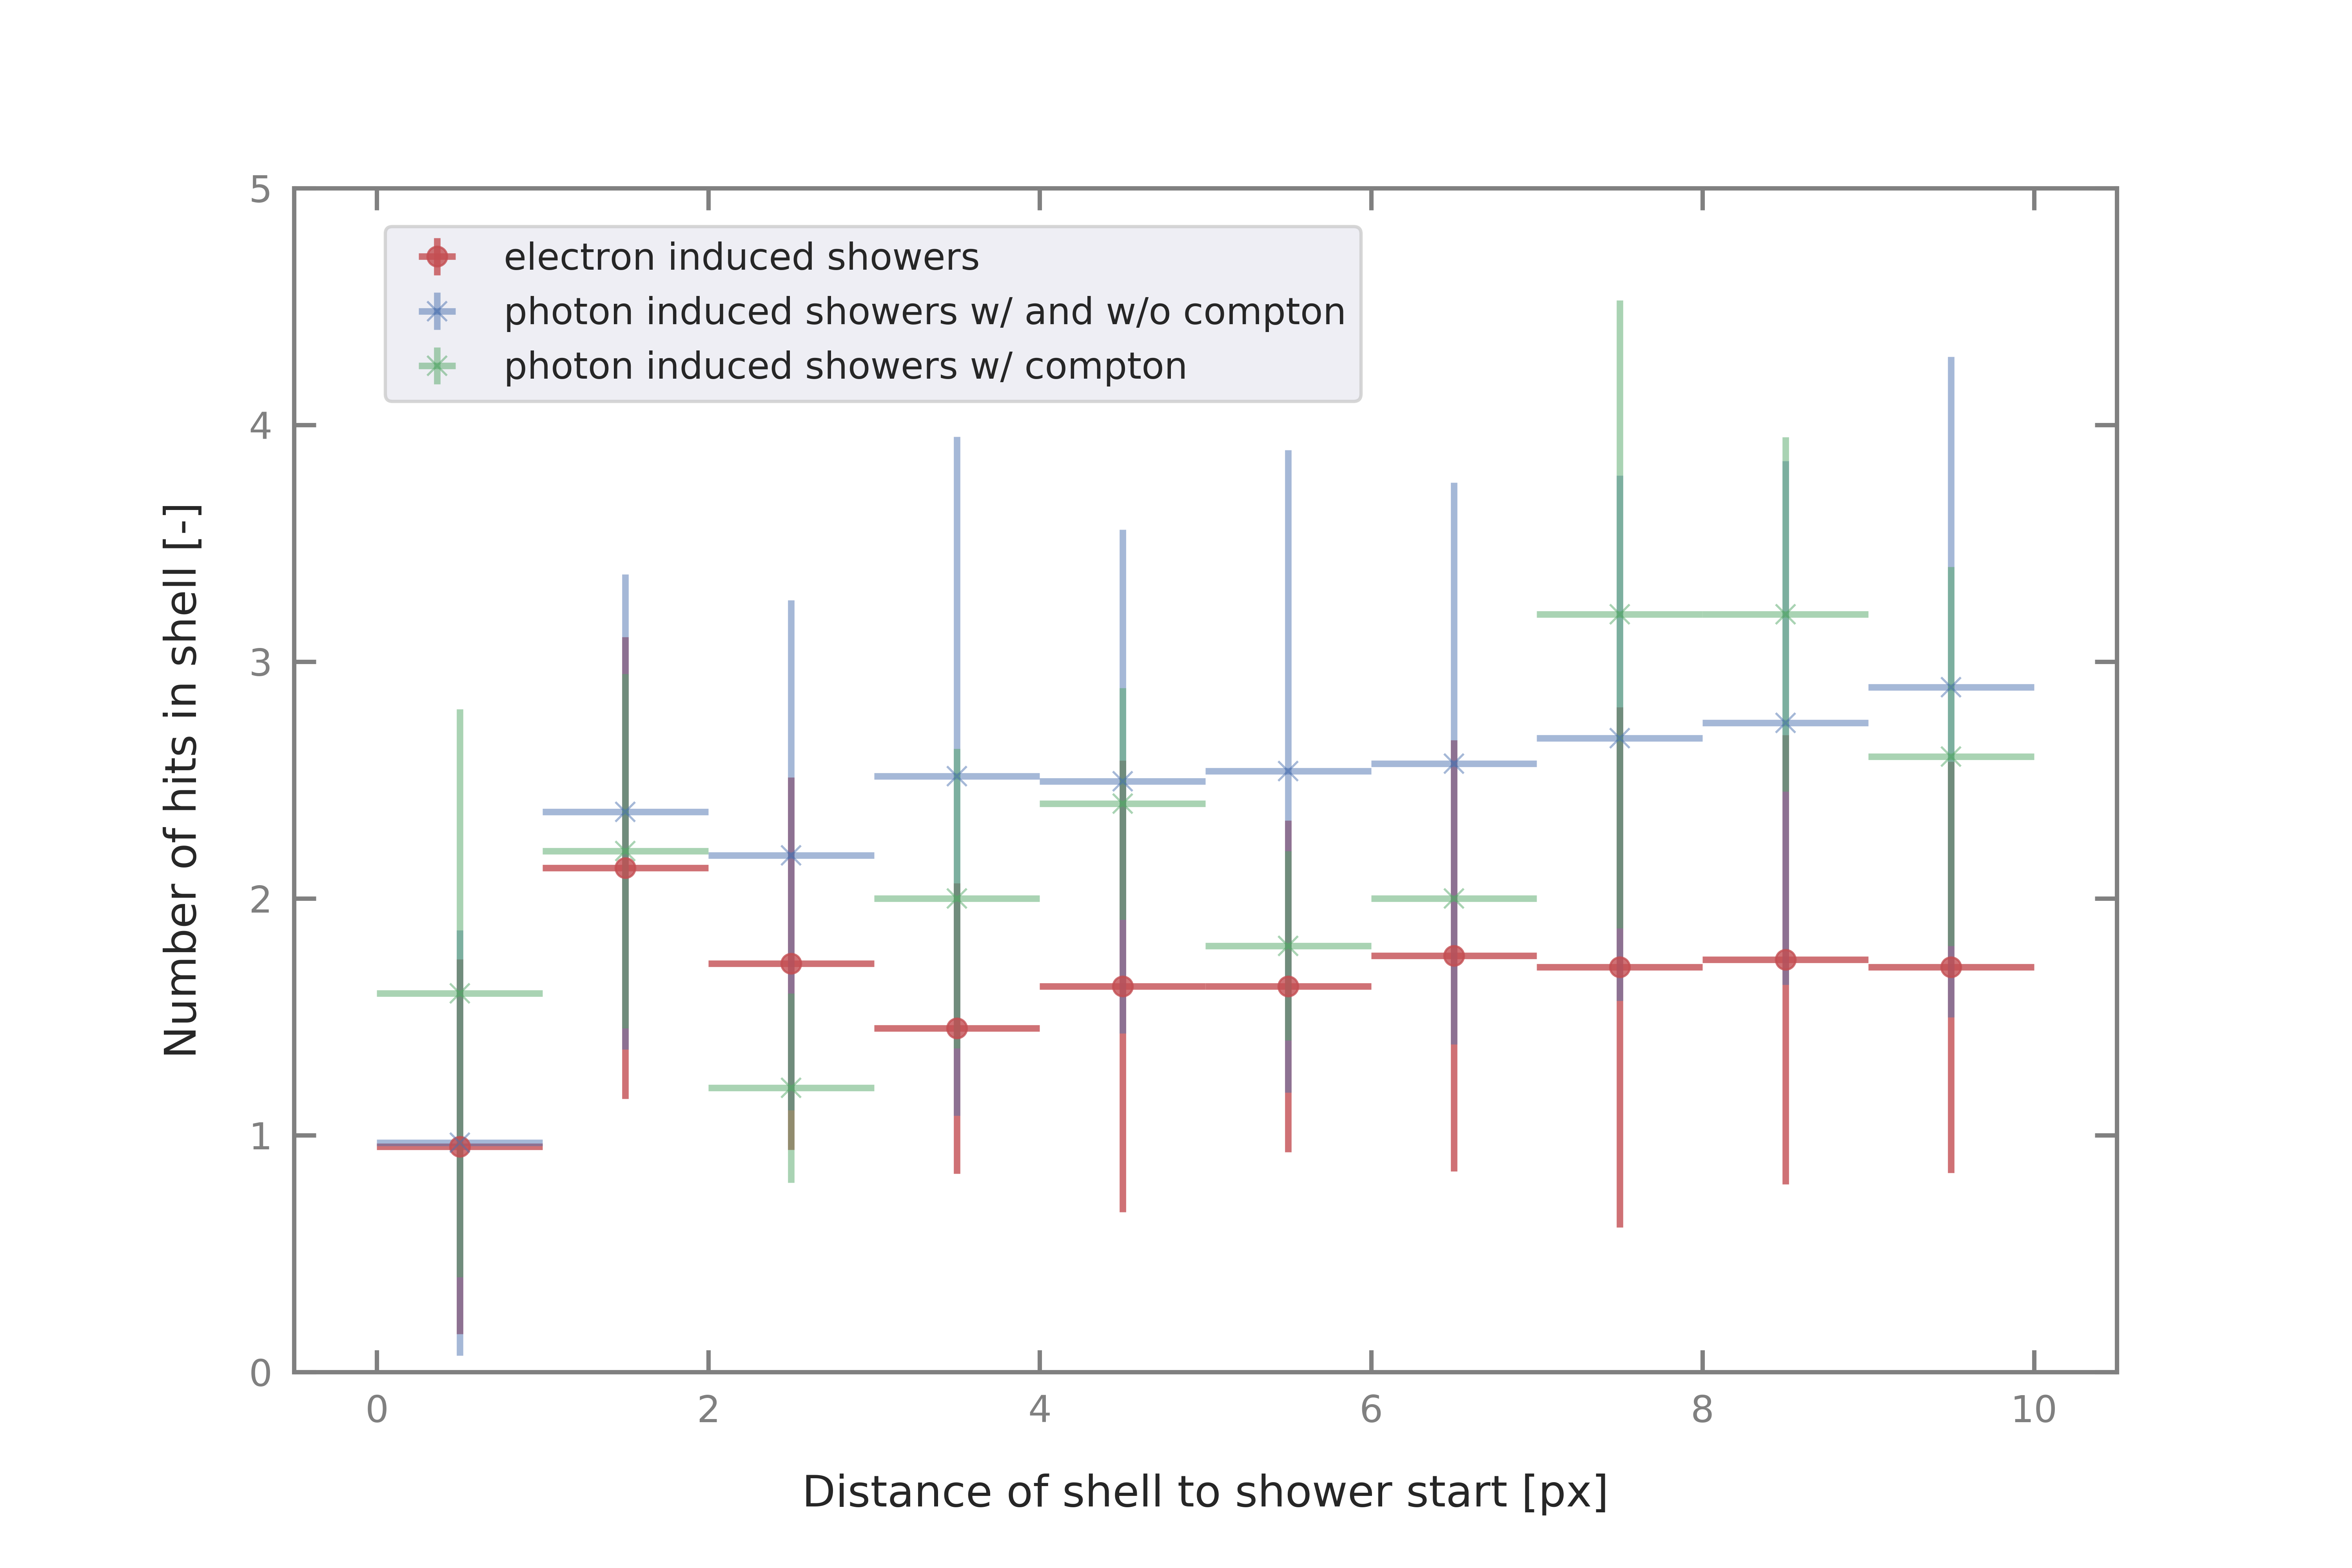 5
4
3
2
1
0
Number of hits in shell [-]
electron induced showers
photon induced showers w/ and w/o compton
photon induced showers w/ compton
0 2 4 6 8 10
Distance of shell to shower start [px]